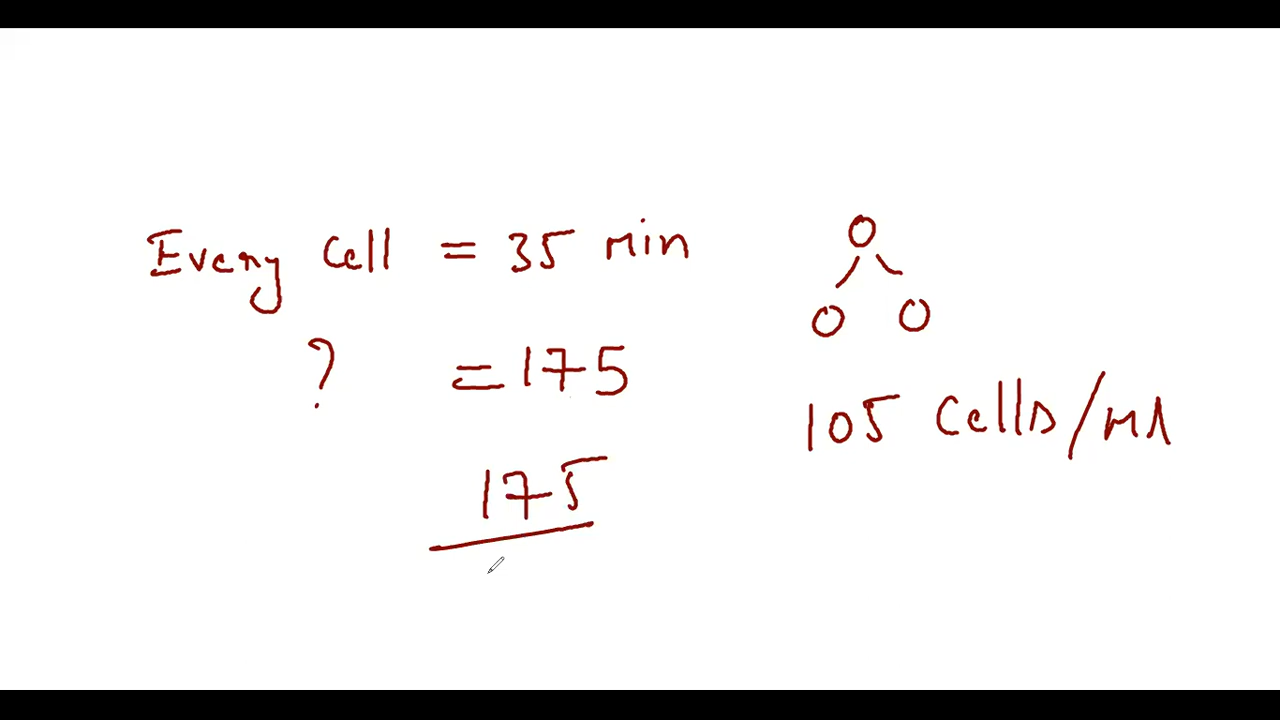 Every cell = 35 min
? = 175
175
105 cells/ml